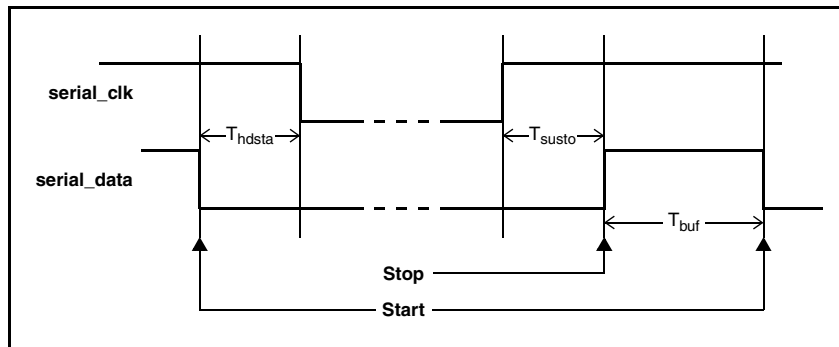 serial_clk
T_hdsta
T_susto
serial_data
T_buf
Stop
Start